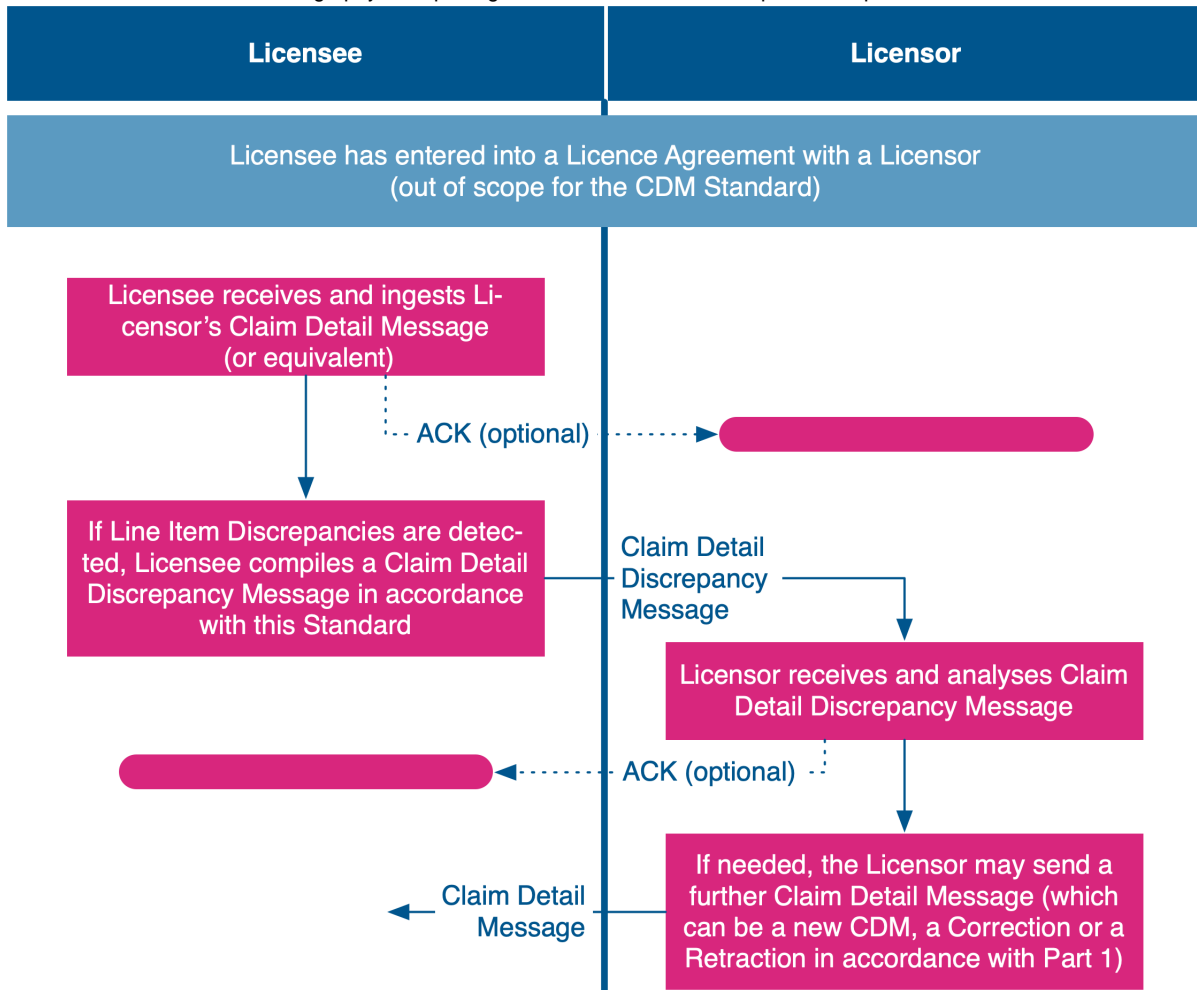 Licensee
Licensor
Licensee has entered into a Licence Agreement with a Licensor
(out of scope for the CDM Standard)
Licensee receives and ingests Li-
censor’s Claim Detail Message
(or equivalent)
ACK (optional)
If Line Item Discrepancies are detec-
ted, Licensee compiles a Claim Detail
Discrepancy Message in accordance
with this Standard
Claim Detail
Discrepancy
Message
Licensor receives and analyses Claim
Detail Discrepancy Message
ACK (optional)
If needed, the Licensor may send a
further Claim Detail Message (which
can be a new CDM, a Correction or a
Retraction in accordance with Part 1)
Claim Detail
Message